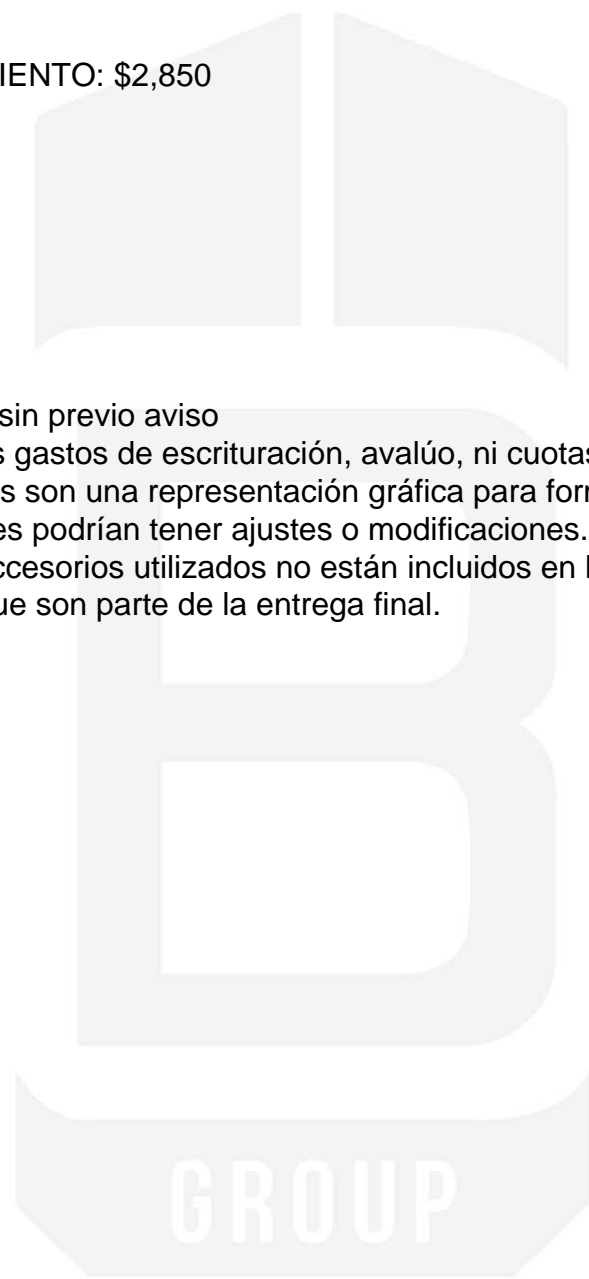 IENTO: $2,850
sin previo aviso
s gastos de escrituración, avalúo, ni cuotas
s son una representación gráfica para for
es podrían tener ajustes o modificaciones.
ccesorios utilizados no están incluidos en
ue son parte de la entrega final.
B
GROUP